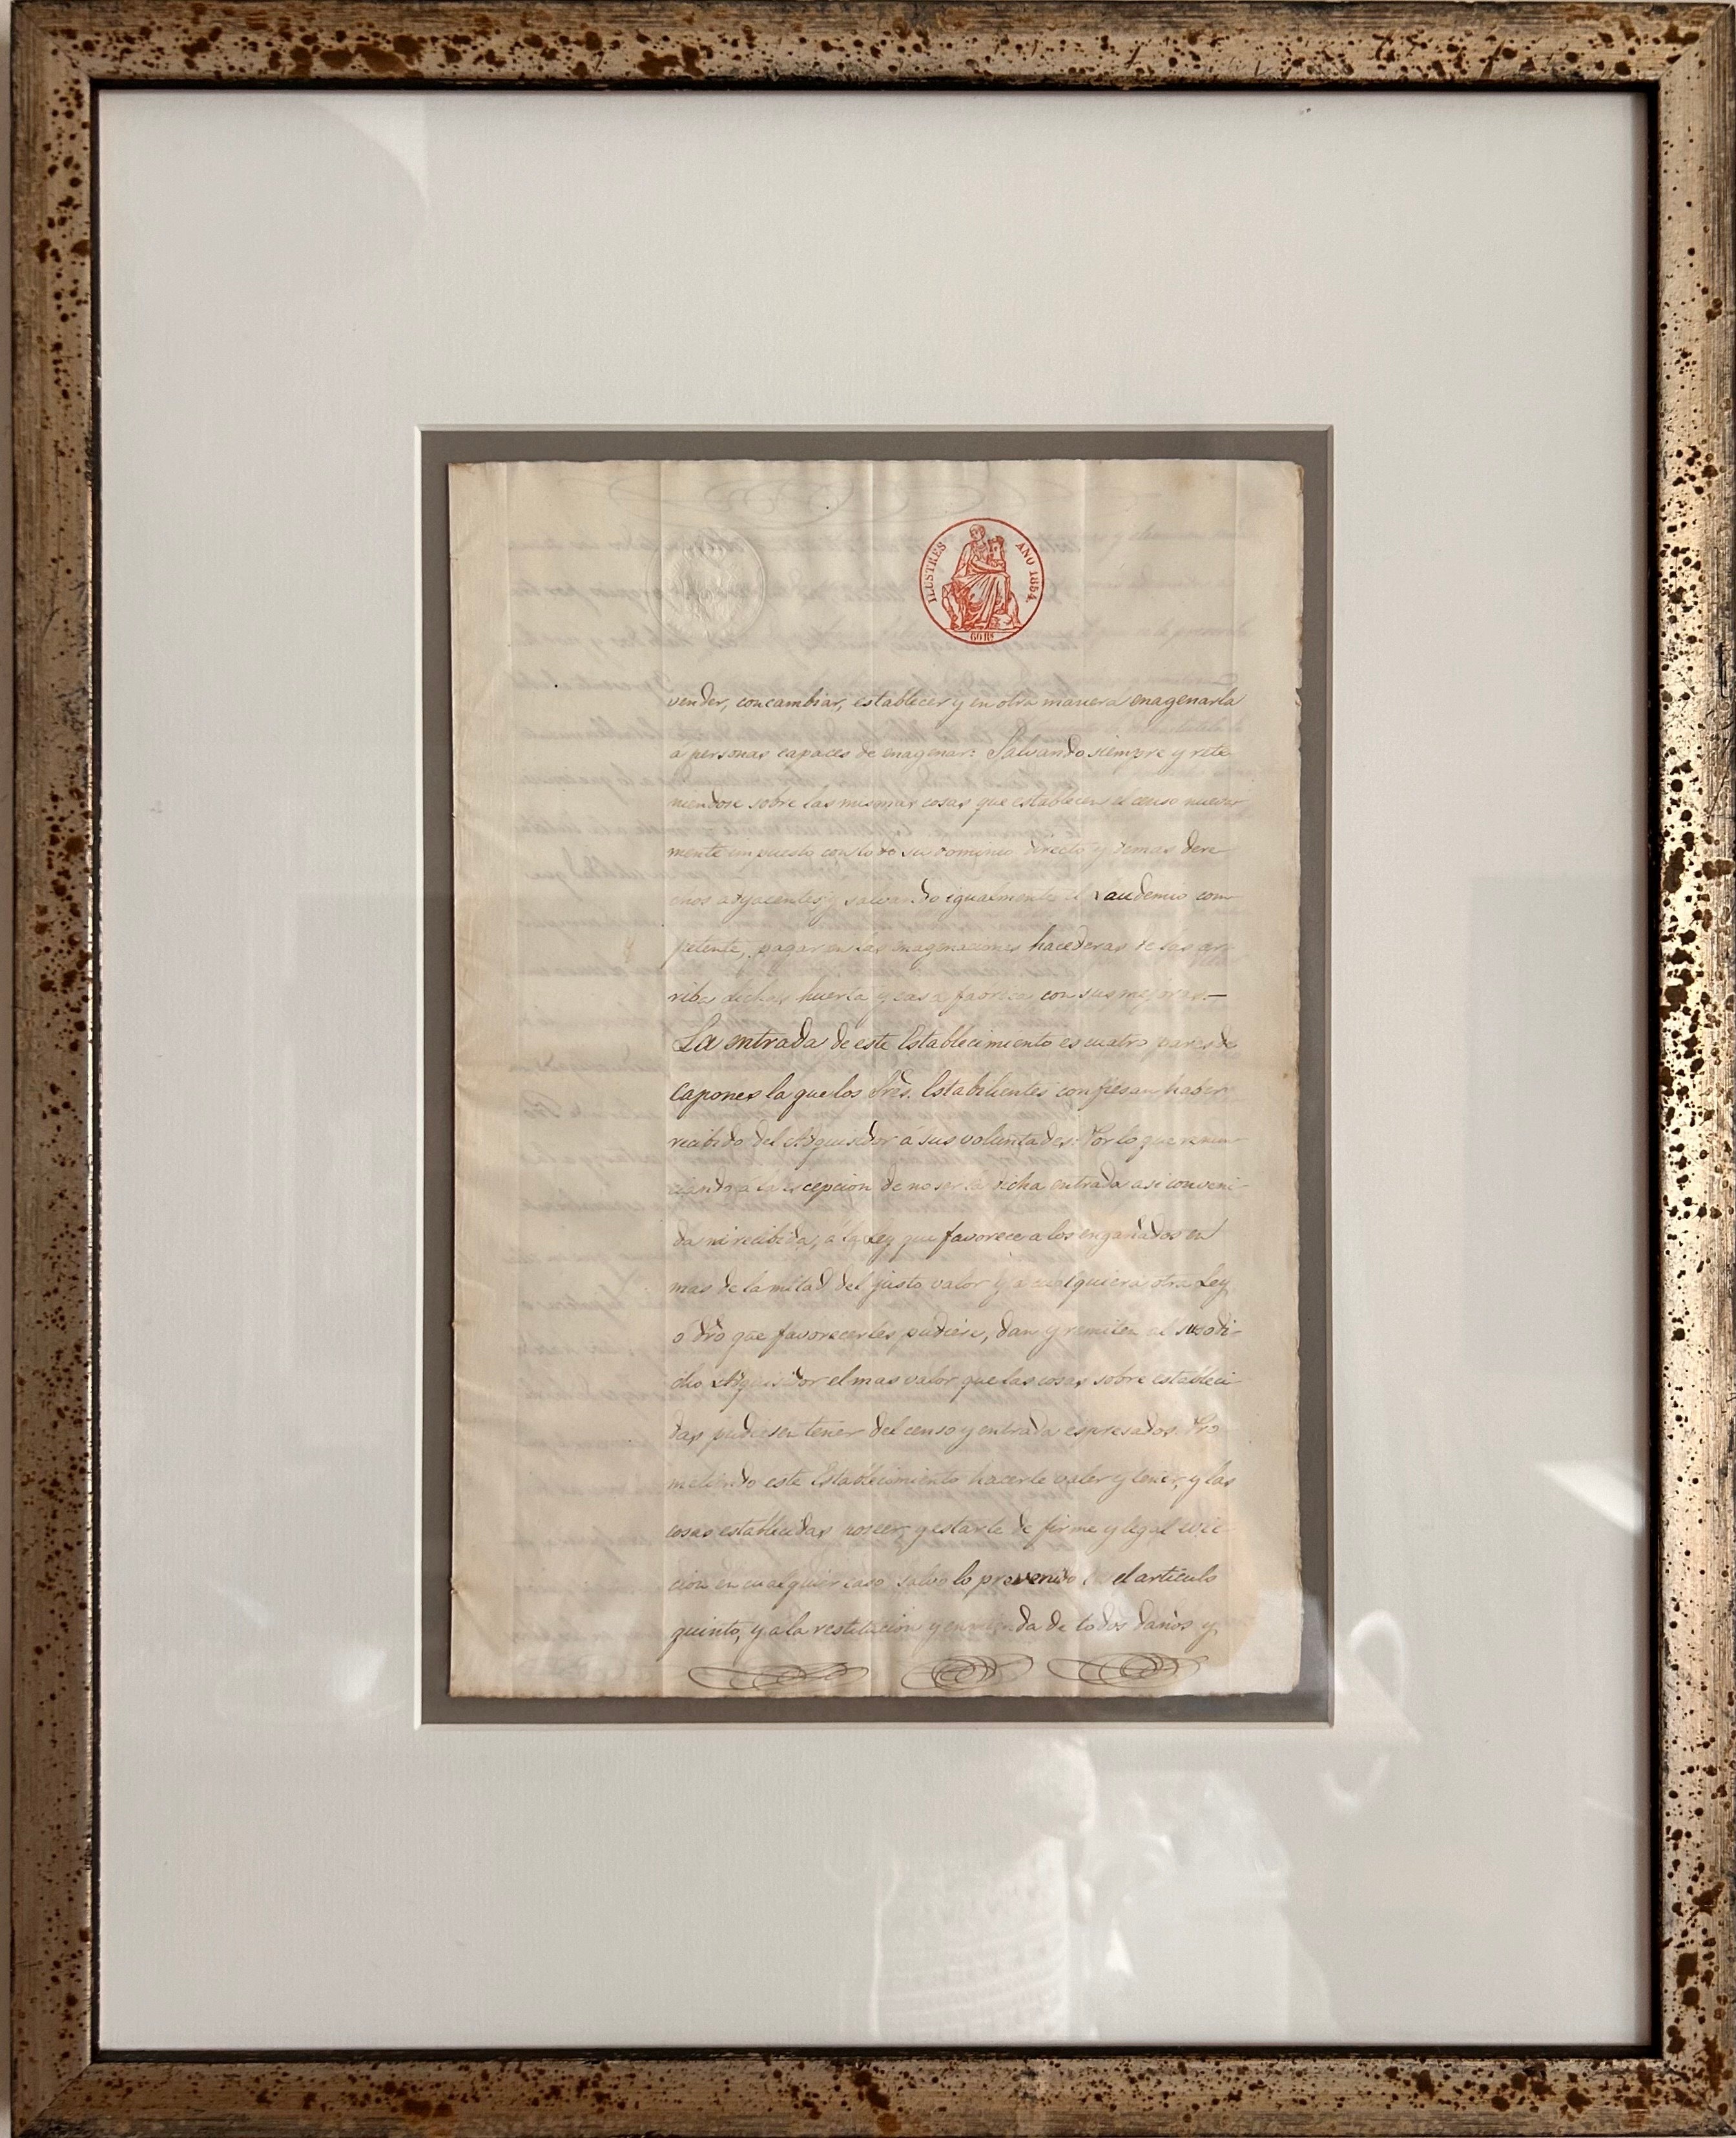 ILUSTRES AÑO 1854.
60 Rs
vender, concambiar, establecer y en otra manera enagenarla
á personas capaces de enagenar: Salvandose siempre y rete
niendose sobre las mismas cosas que establecen el censo nueva
mente impuesto con todo su dominio directo y demas dere
chos adyacentes; y salvando igualmente el Laudemio com
petente, pagar en las enagenaciones hacederas de las ar
riba dichas huerta y casa fabrica con sus mejoras.—
La entrada de este Establecimiento es cuatro pares de
capones la que los Sres. Estabilientes confiesan haber
recibido del Adquisidor á sus voluntades: Por lo que renun
ciando a la escepcion de no ser la dicha entrada asi conveni-
da ni recibida, á la Ley que favorece a los engañados en
mas de la mitad del justo valor y á cualquiera otra Ley
ó dro que favorecerles pudiese, dan y remiten al susodi-
cho Adquisidor el mas valor que las cosas sobre estableci
das pudiesen tener del censo y entrada espresados. Pro
metiendo este Establecimiento hacerle valer y tener, y las
cosas establecidas poseer, y estarle de firme y legal evic-
cion en cualquier caso salvo lo prevenido en el artículo
quinto, y a la restitucion y enmienda de todos daños y